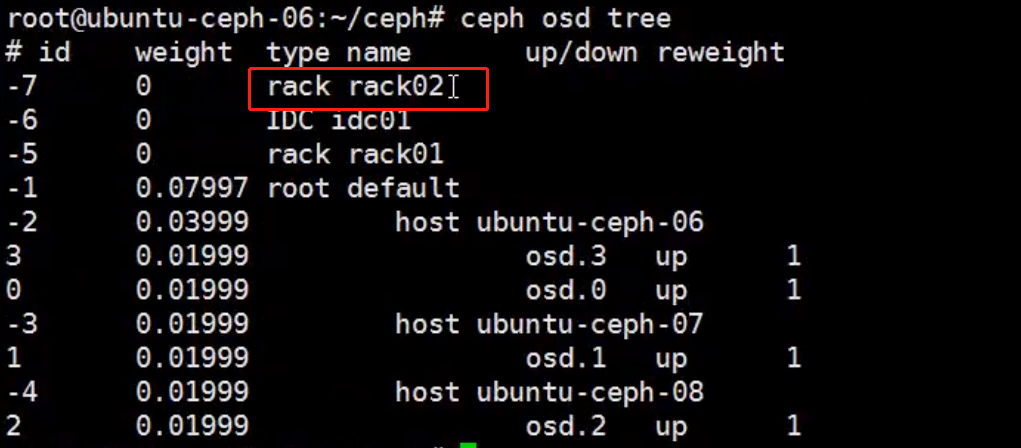 root@ubuntu-ceph-06:~/ceph# ceph osd tree
# id    weight  type name       up/down reweight
-7      0       rack rack02
-6      0       IDC idc01
-5      0       rack rack01
-1      0.07997 root default
-2      0.03999         host ubuntu-ceph-06
3       0.01999                 osd.3   up      1
0       0.01999                 osd.0   up      1
-3      0.01999         host ubuntu-ceph-07
1       0.01999                 osd.1   up      1
-4      0.01999         host ubuntu-ceph-08
2       0.01999                 osd.2   up      1